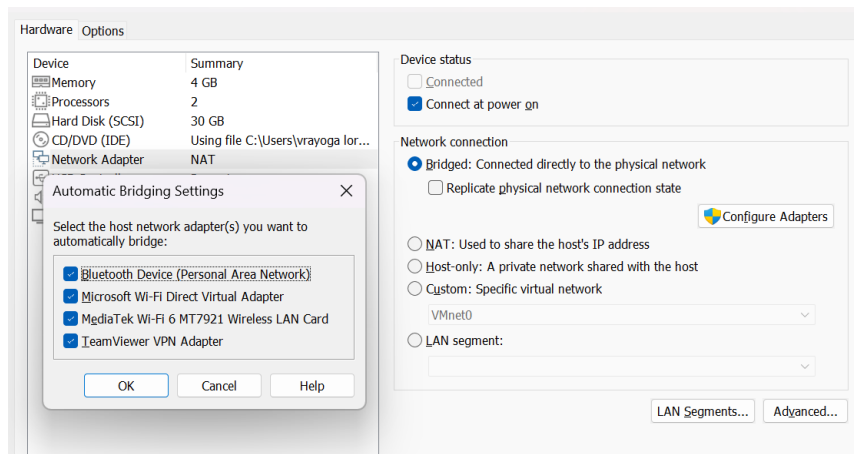 Hardware Options
Device Summary
Memory 4 GB
Processors 2
Hard Disk (SCSI) 30 GB
CD/DVD (IDE) Using file C:\Users\vrayoga lor...
Network Adapter NAT
Automatic Bridging Settings
Select the host network adapter(s) you want to
automatically bridge:
Bluetooth Device (Personal Area Network)
Microsoft Wi-Fi Direct Virtual Adapter
MediaTek Wi-Fi 6 MT7921 Wireless LAN Card
TeamViewer VPN Adapter
OK Cancel Help
Device status
Connected
Connect at power on
Network connection
Bridged: Connected directly to the physical network
Replicate physical network connection state
Configure Adapters
NAT: Used to share the host's IP address
Host-only: A private network shared with the host
Custom: Specific virtual network
VMnet0
LAN segment:
LAN Segments... Advanced...